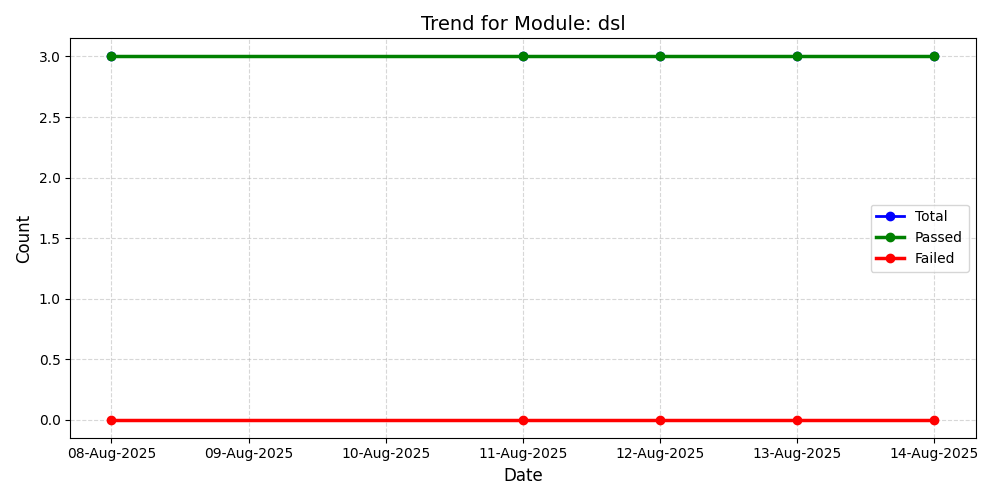 Trend for Module: dsl
3.0
2.5
2.0
1.5
1.0
0.5
0.0
Count
Total
Passed
Failed
08-Aug-2025 09-Aug-2025 10-Aug-2025 11-Aug-2025 12-Aug-2025 13-Aug-2025 14-Aug-2025
Date